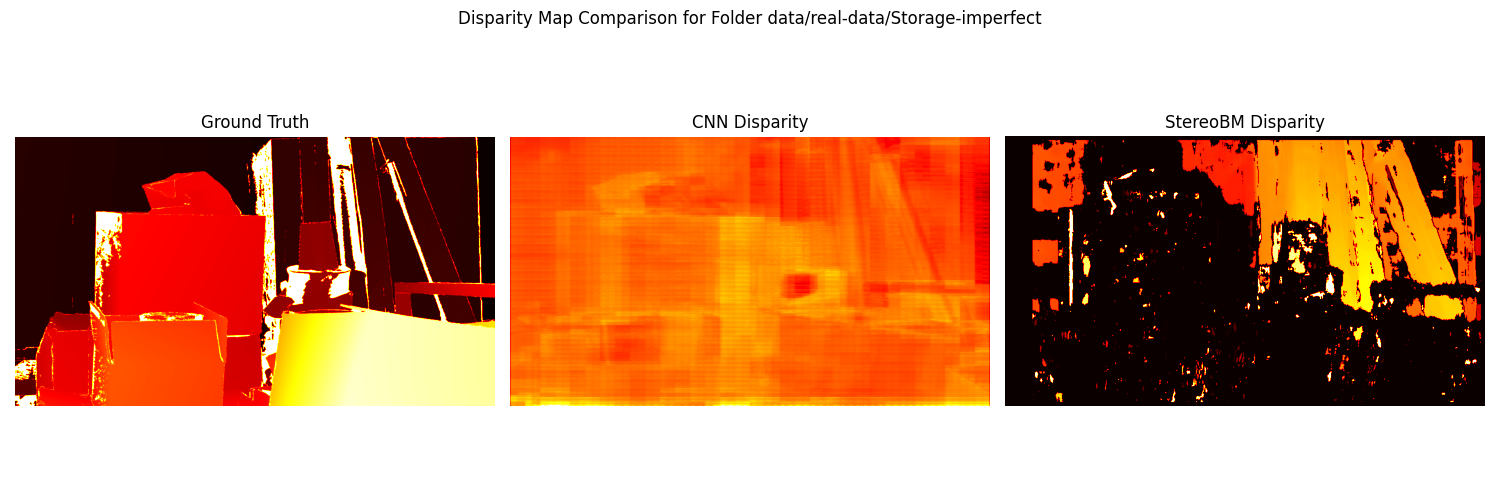 Disparity Map Comparison for Folder data/real-data/Storage-imperfect
Ground Truth
CNN Disparity
StereoBM Disparity